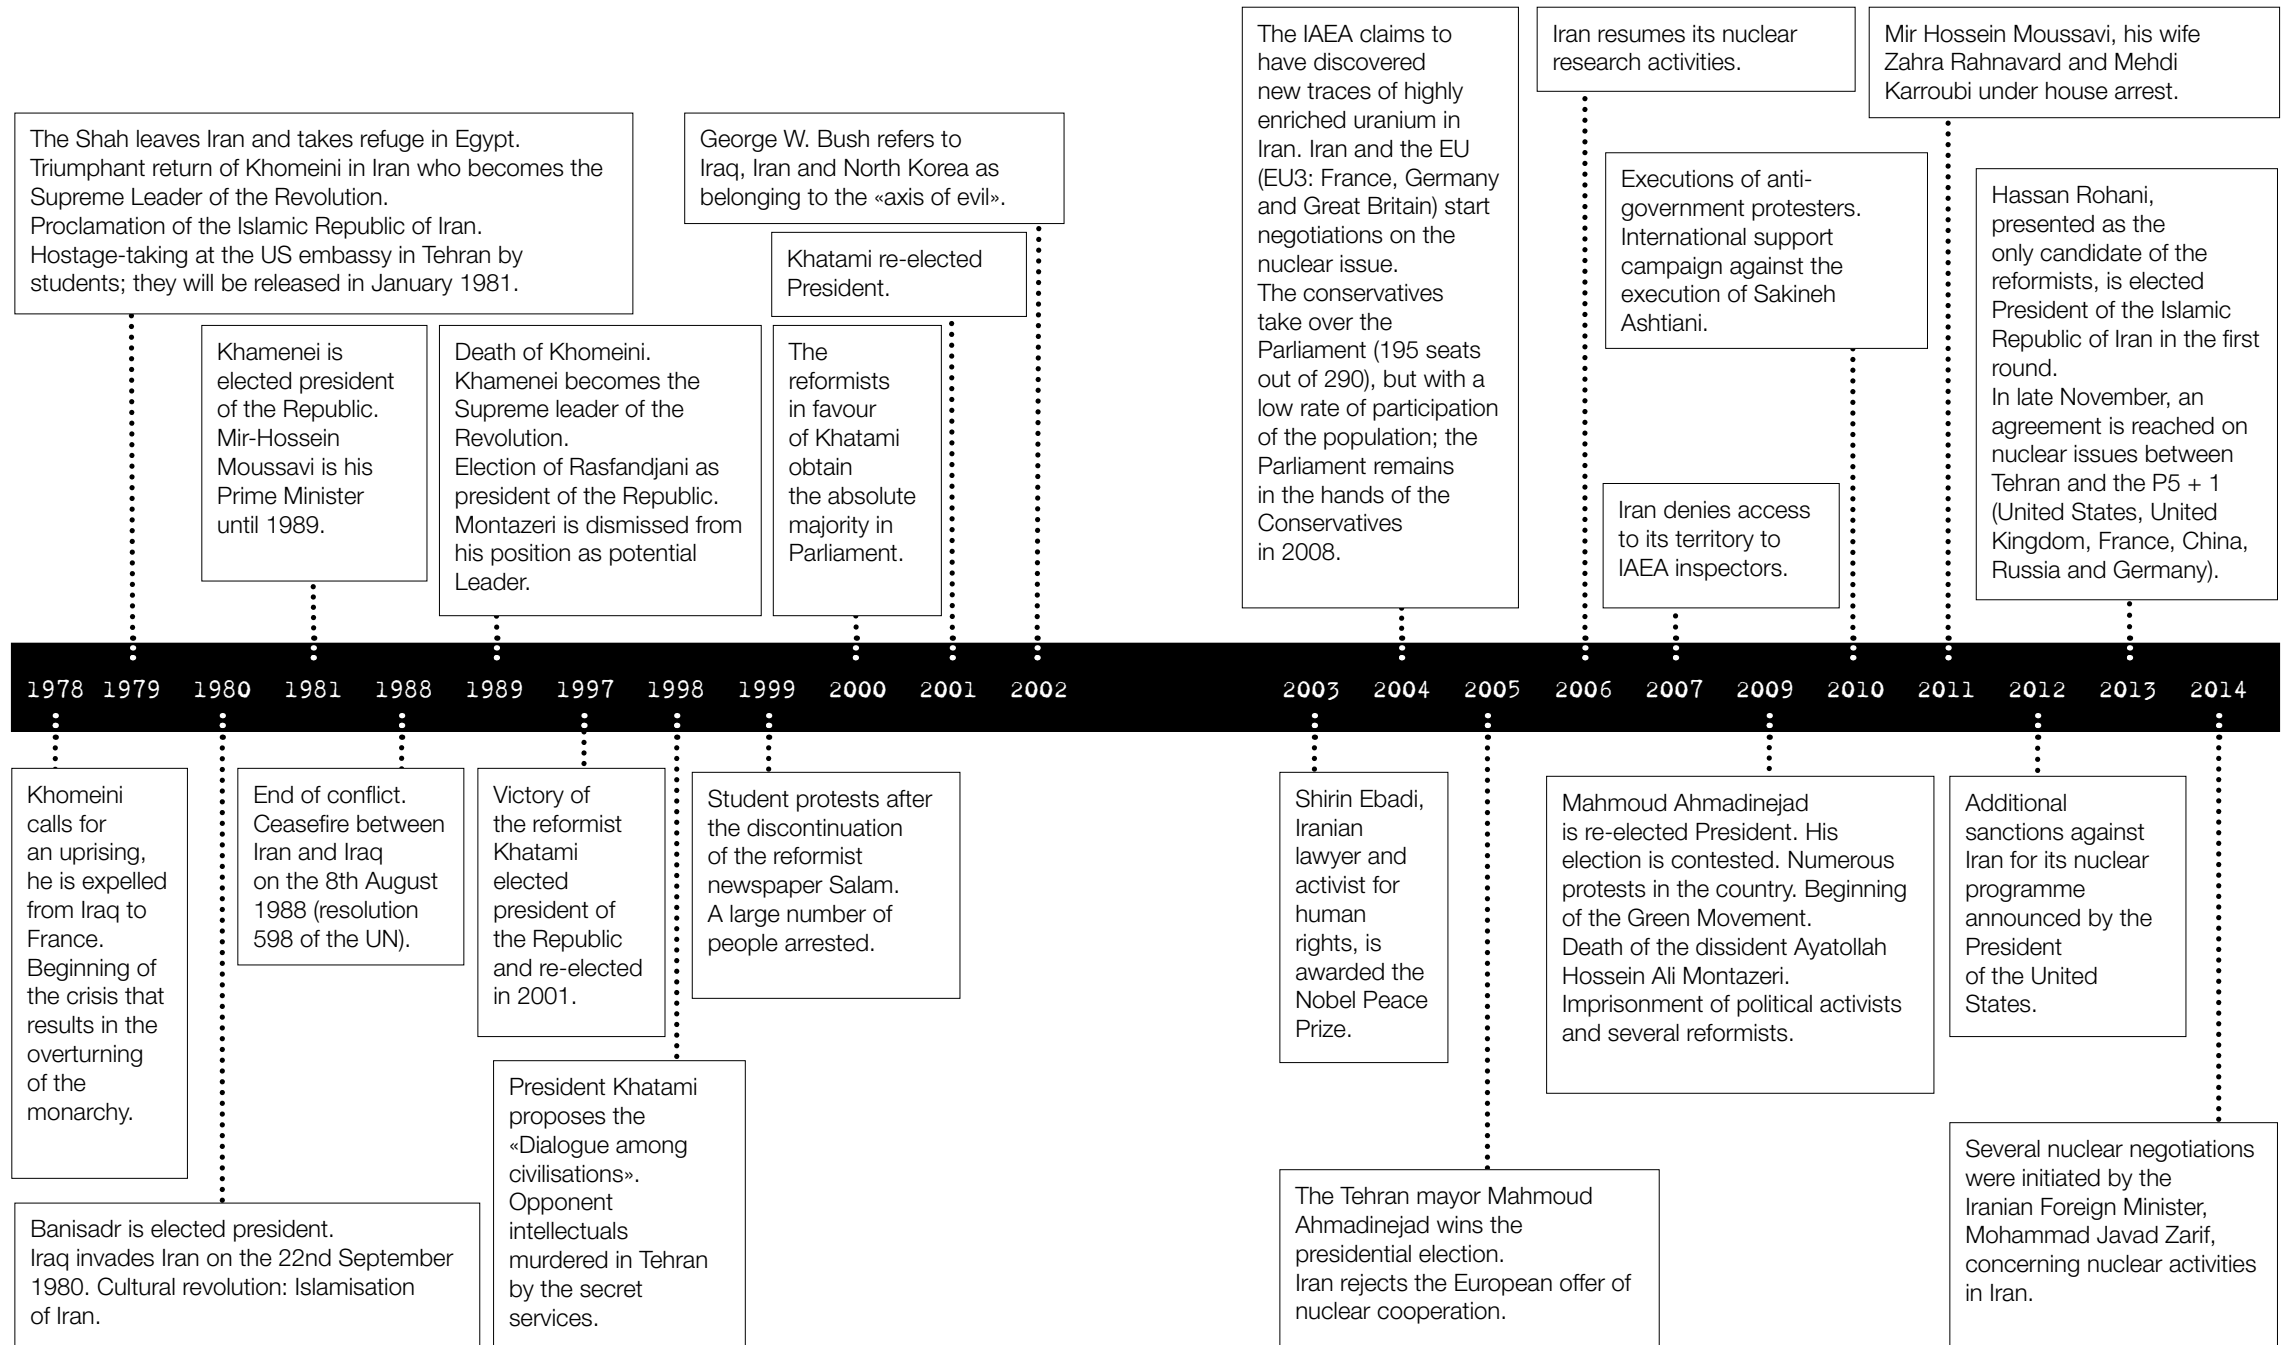 The Shah leaves Iran and takes refuge in Egypt.
Triumphant return of Khomeini in Iran who becomes the
Supreme Leader of the Revolution.
Proclamation of the Islamic Republic of Iran.
Hostage-taking at the US embassy in Tehran by
students; they will be released in January 1981.
Khamenei is
elected president
of the Republic.
Mir-Hossein
Moussavi is his
Prime Minister
until 1989.
Death of Khomeini.
Khamenei becomes the
Supreme leader of the
Revolution.
Election of Rasfandjani as
president of the Republic.
Montazeri is dismissed from
his position as potential
Leader.
George W. Bush refers to
Iraq, Iran and North Korea as
belonging to the «axis of evil».
Khatami re-elected
President.
The
reformists
in favour
of Khatami
obtain
the absolute
majority in
Parliament.
The IAEA claims to
have discovered
new traces of highly
enriched uranium in
Iran. Iran and the EU
(EU3: France, Germany
and Great Britain) start
negotiations on the
nuclear issue.
The conservatives
take over the
Parliament (195 seats
out of 290), but with a
low rate of participation
of the population; the
Parliament remains
in the hands of the
Conservatives
in 2008.
Iran resumes its nuclear
research activities.
Executions of anti-
government protesters.
International support
campaign against the
execution of Sakineh
Ashtiani.
Iran denies access
to its territory to
IAEA inspectors.
Mir Hossein Moussavi, his wife
Zahra Rahnavard and Mehdi
Karroubi under house arrest.
Hassan Rohani,
presented as the
only candidate of the
reformists, is elected
President of the Islamic
Republic of Iran in the first
round.
In late November, an
agreement is reached on
nuclear issues between
Tehran and the P5 + 1
(United States, United
Kingdom, France, China,
Russia and Germany).
1978 1979 1980 1981 1988 1989 1997 1998 1999 2000 2001 2002 2003 2004 2005 2006 2007 2009 2010 2011 2012 2013 2014
Khomeini
calls for
an uprising,
he is expelled
from Iraq to
France.
Beginning of
the crisis that
results in the
overturning
of the
monarchy.
Banisadr is elected president.
Iraq invades Iran on the 22nd September
1980. Cultural revolution: Islamisation
of Iran.
End of conflict.
Ceasefire between
Iran and Iraq
on the 8th August
1988 (resolution
598 of the UN).
Victory of
the reformist
Khatami
elected
president of
the Republic
and re-elected
in 2001.
President Khatami
proposes the
«Dialogue among
civilisations».
Opponent
intellectuals
murdered in Tehran
by the secret
services.
Student protests after
the discontinuation
of the reformist
newspaper Salam.
A large number of
people arrested.
Shirin Ebadi,
Iranian
lawyer and
activist for
human
rights, is
awarded the
Nobel Peace
Prize.
The Tehran mayor Mahmoud
Ahmadinejad wins the
presidential election.
Iran rejects the European offer of
nuclear cooperation.
Mahmoud Ahmadinejad
is re-elected President. His
election is contested. Numerous
protests in the country. Beginning
of the Green Movement.
Death of the dissident Ayatollah
Hossein Ali Montazeri.
Imprisonment of political activists
and several reformists.
Additional
sanctions against
Iran for its nuclear
programme
announced by the
President
of the United
States.
Several nuclear negotiations
were initiated by the
Iranian Foreign Minister,
Mohammad Javad Zarif,
concerning nuclear activities
in Iran.